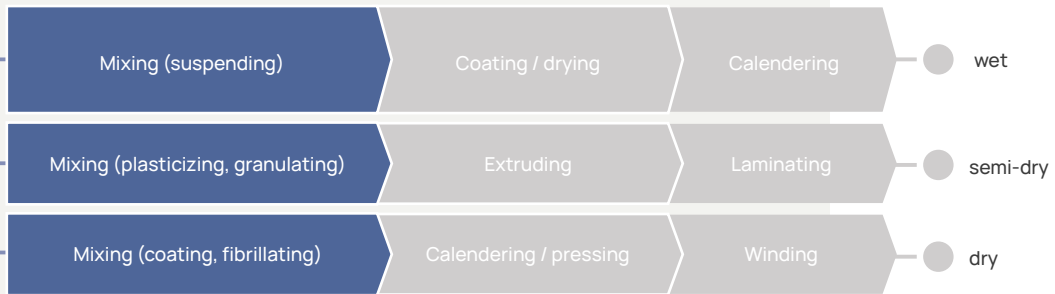 Mixing (suspending)
Coating / drying
Calendering
wet
Mixing (plasticizing, granulating)
Extruding
Laminating
semi-dry
Mixing (coating, fibrillating)
Calendering / pressing
Winding
dry